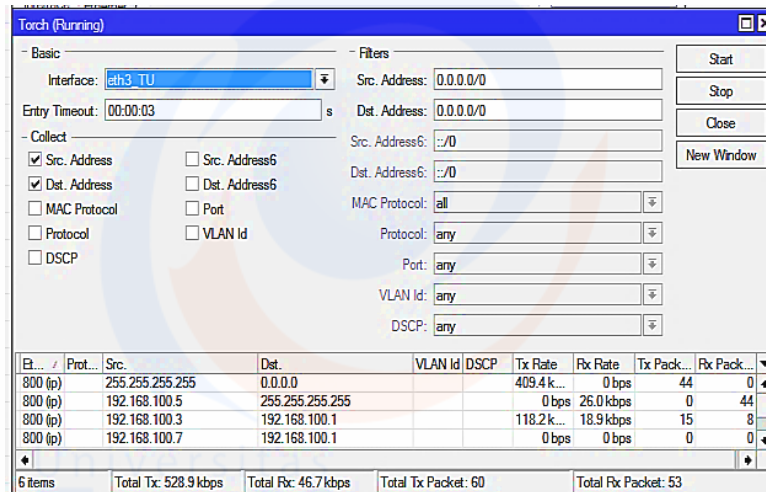 Torch (Running)
Basic
Filters
Start
Interface: eth3_TU
Src. Address: 0.0.0.0/0
Stop
Entry Timeout: 00:00:03 s
Dst. Address: 0.0.0.0/0
Close
Collect
Src. Address6: ::/0
New Window
Src. Address
Src. Address6
Dst. Address6: ::/0
Dst. Address
Dst. Address6
MAC Protocol: all
MAC Protocol
Port
Protocol: any
Protocol
VLAN Id
Port: any
DSCP
VLAN Id: any
DSCP: any
Et... / Prot... Src. Dst. VLAN Id DSCP Tx Rate Rx Rate Tx Pack... Rx Pack...
800 (ip) 255.255.255.255 0.0.0.0 409.4 k... 0 bps 44 0
800 (ip) 192.168.100.5 255.255.255.255 0 bps 26.0 kbps 0 44
800 (ip) 192.168.100.3 192.168.100.1 118.2 k... 18.9 kbps 15 8
800 (ip) 192.168.100.7 192.168.100.1 0 bps 0 bps 0 0
Universitas
6 items Total Tx: 528.9 kbps Total Rx: 46.7 kbps Total Tx Packet: 60 Total Rx Packet: 53